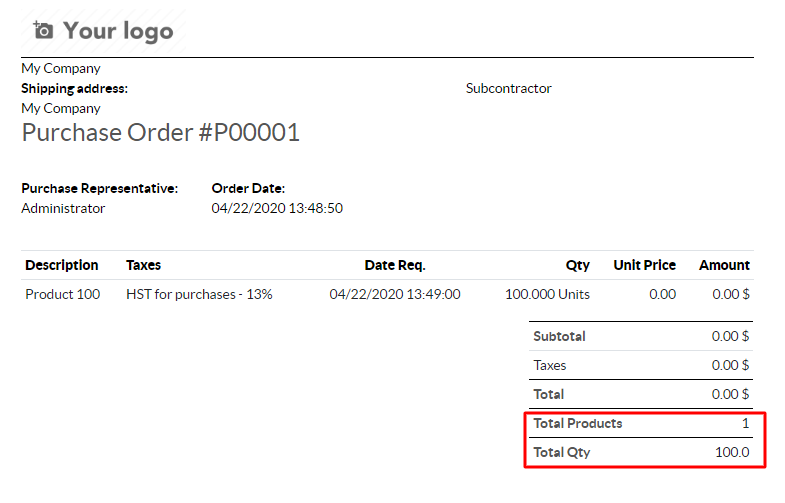 Your logo
My Company
Shipping address: Subcontractor
My Company
Purchase Order #P00001
Purchase Representative: Order Date:
Administrator 04/22/2020 13:48:50
Description Taxes Date Req. Qty Unit Price Amount
Product 100 HST for purchases - 13% 04/22/2020 13:49:00 100.000 Units 0.00 0.00 $
Subtotal 0.00 $
Taxes 0.00 $
Total 0.00 $
Total Products 1
Total Qty 100.0